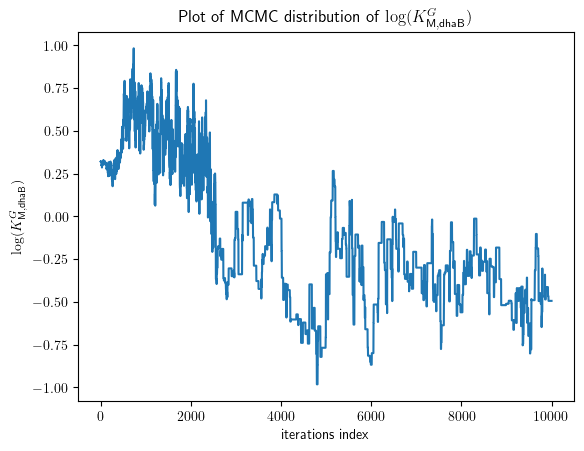 Plot of MCMC distribution of log(K^G_M,dhaB)
log(K^G_M,dhaB)
1.00
0.75
0.50
0.25
0.00
−0.25
−0.50
−0.75
−1.00
0 2000 4000 6000 8000 10000
iterations index